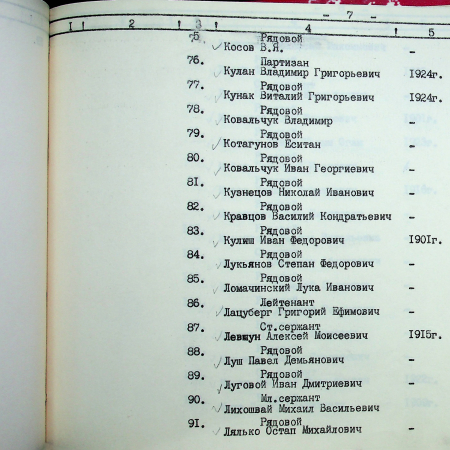 - 7 -
1 2 3 4 5
75 Рядовой
Косов В.Я. -
76. Партизан
Кулан Владимир Григорьевич 1924г.
77. Рядовой
Кунак Виталий Григорьевич 1924г.
78. Рядовой
Ковальчук Владимир -
79. Рядовой
Котагунов Еситан -
80. Рядовой
Ковальчук Иван Георгиевич -
81. Рядовой
Кузнецов Николай Иванович -
82. Рядовой
Кравцов Василий Кондратьевич -
83. Рядовой
Кулиш Иван Федорович 1901г.
84. Рядовой
Лукьянов Степан Федорович -
85. Рядовой
Ломачинский Лука Иванович -
86. Лейтенант
Лацуберг Григорий Ефимович -
87. Ст.сержант
Левшун Алексей Моисеевич 1915г.
88. Рядовой
Луш Павел Демьянович -
89. Рядовой
Луговой Иван Дмитриевич -
90. Мл.сержант
Лихошвай Михаил Васильевич
91. Рядовой
Лялько Остап Михайлович -